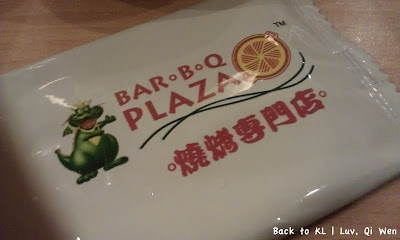 BAR•B•Q
PLAZA
TM
•燒烤專門店•
Back to KL | Luv, Qi Wen